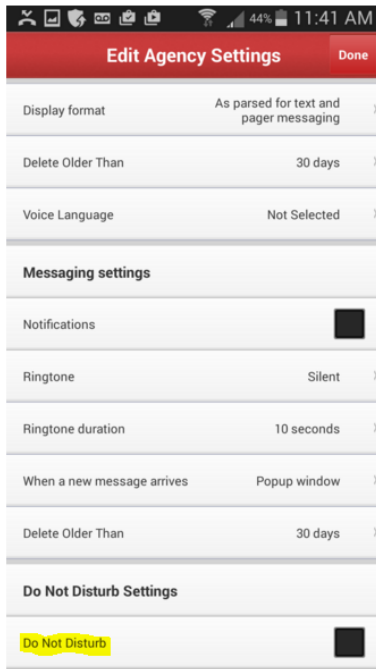 44% 11:41 AM
Edit Agency Settings Done
Display format As parsed for text and
pager messaging
Delete Older Than 30 days
Voice Language Not Selected
Messaging settings
Notifications
Ringtone Silent
Ringtone duration 10 seconds
When a new message arrives Popup window
Delete Older Than 30 days
Do Not Disturb Settings
Do Not Disturb